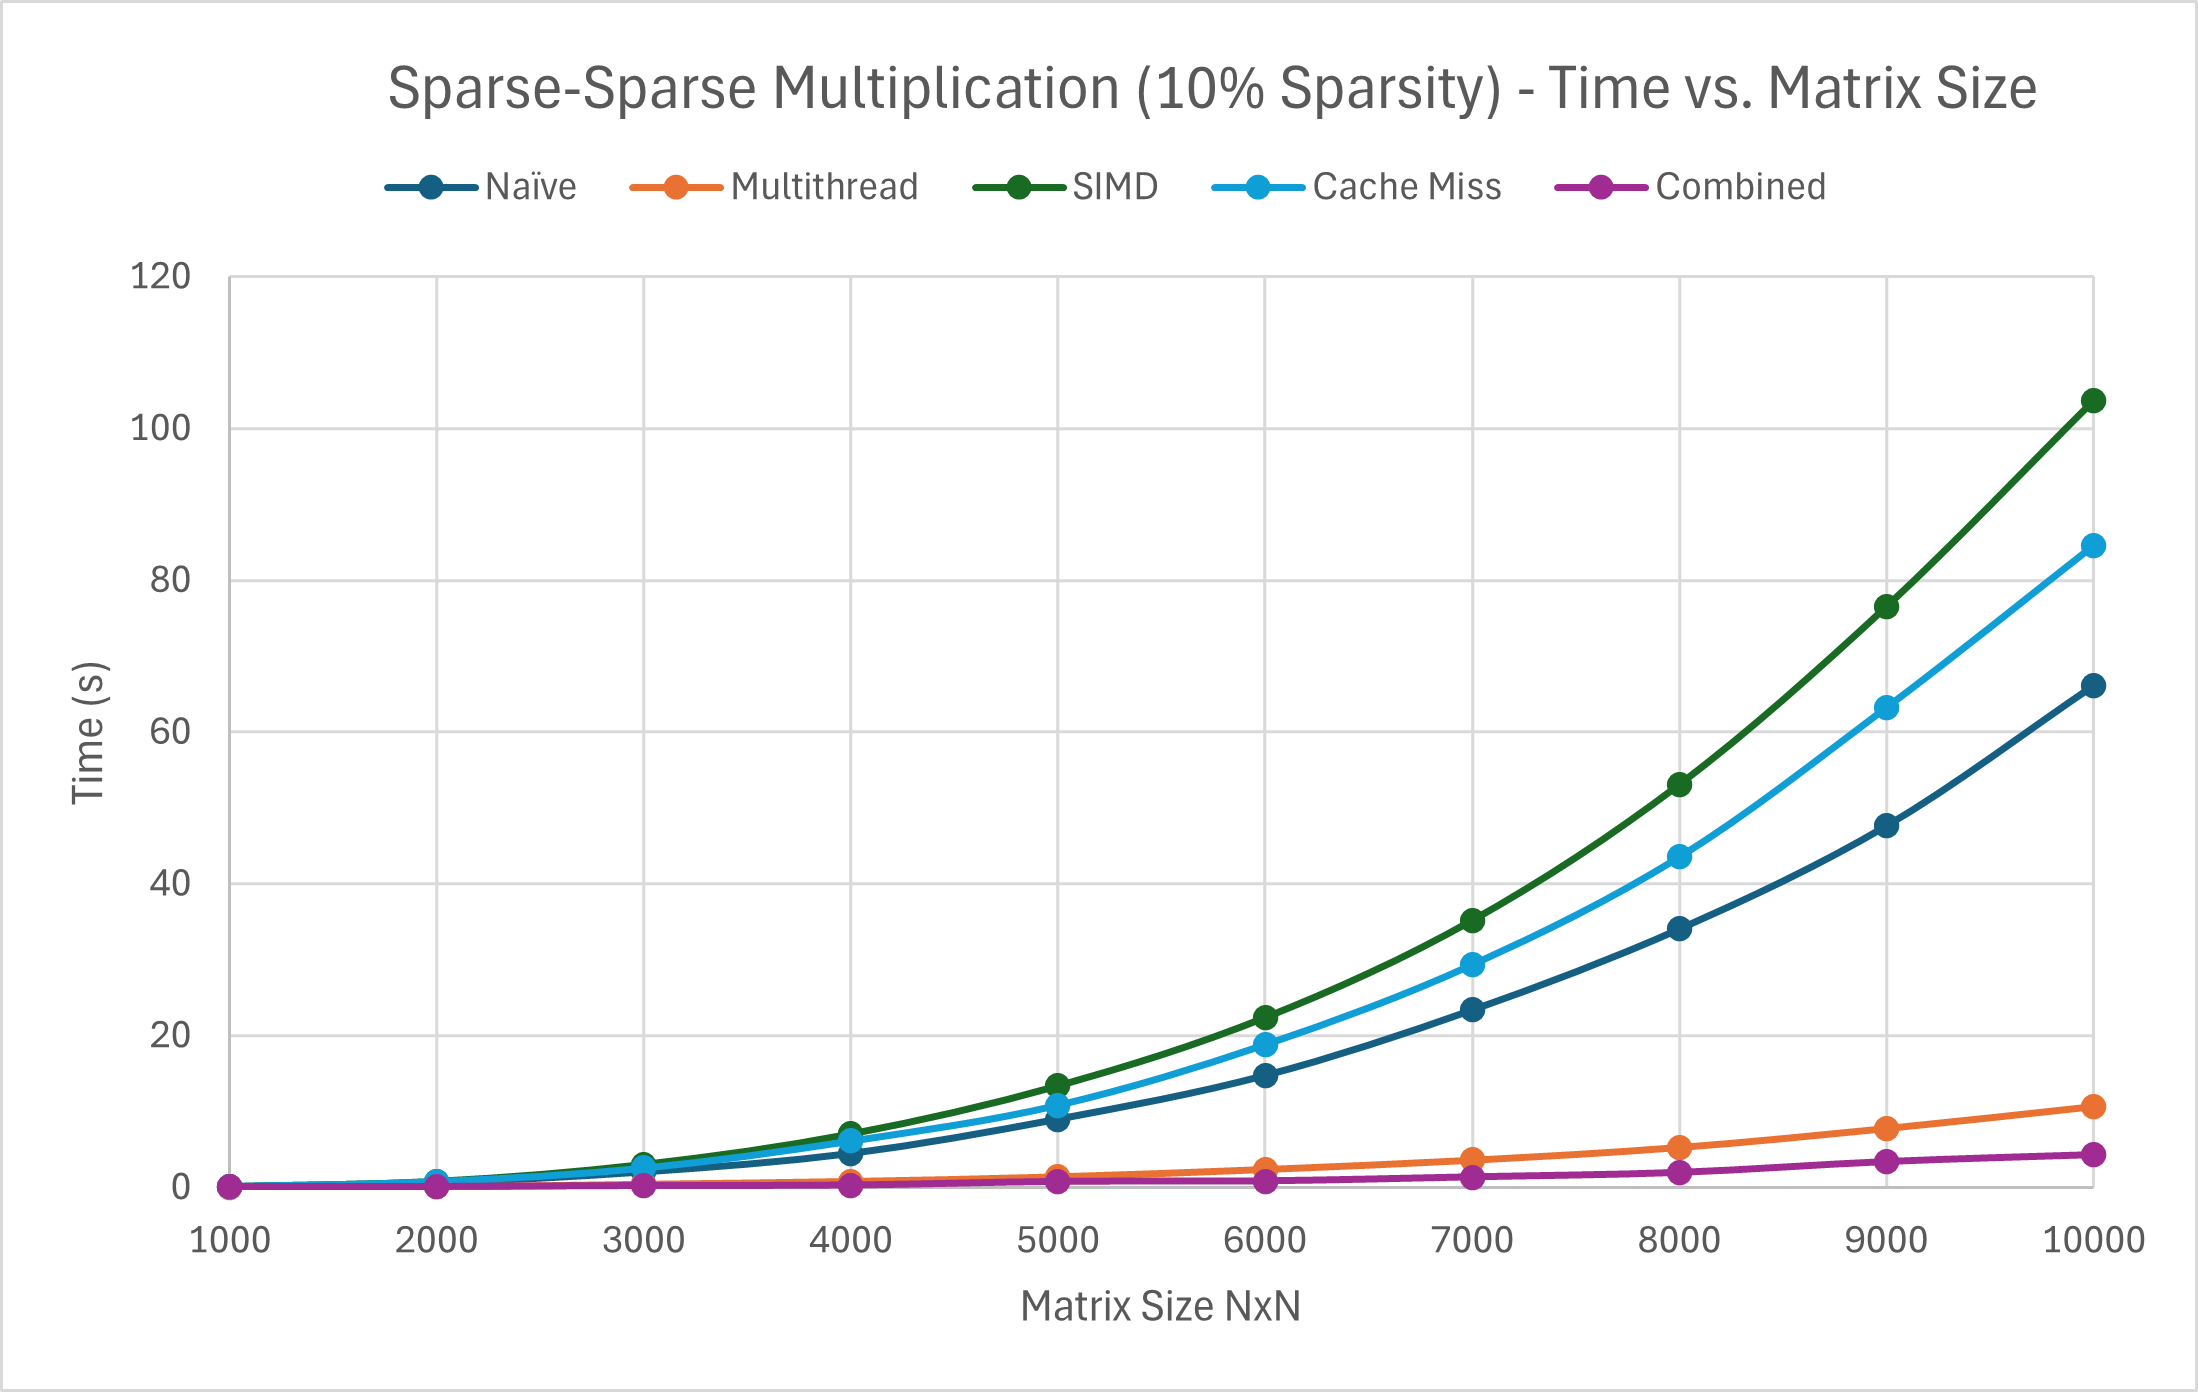 Sparse-Sparse Multiplication (10% Sparsity) - Time vs. Matrix Size
Naïve Multithread SIMD Cache Miss Combined
120
100
80
60
40
20
0
Time (s)
1000 2000 3000 4000 5000 6000 7000 8000 9000 10000
Matrix Size NxN